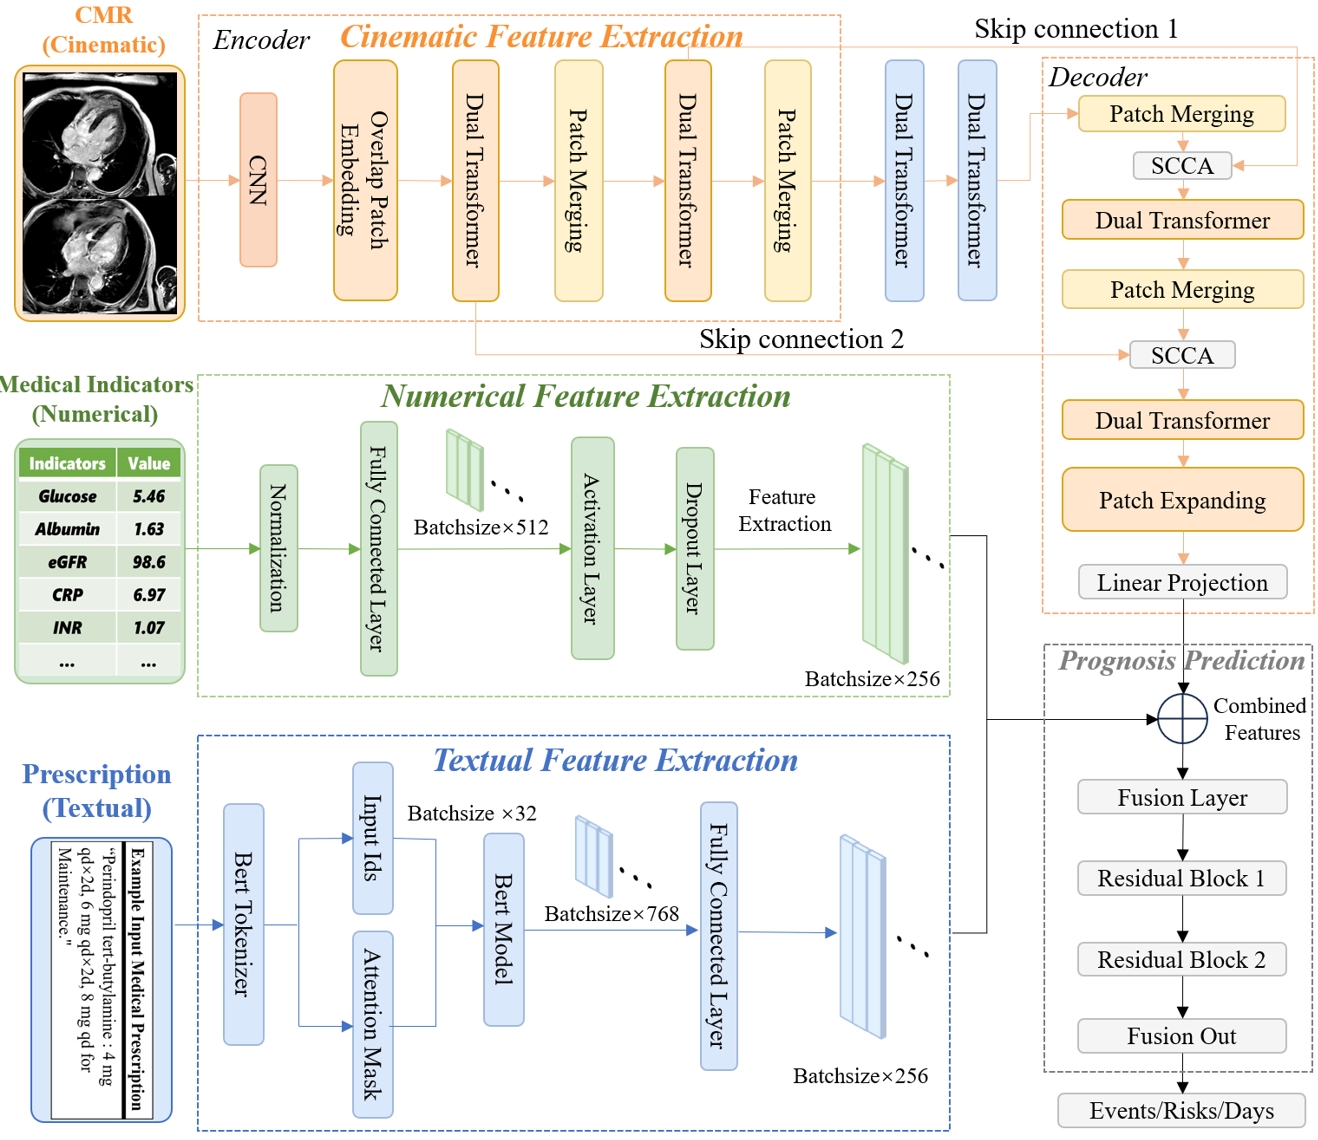 CMR
(Cinematic)
Encoder
Cinematic Feature Extraction
CNN
Overlap Patch
Embedding
Dual Transformer
Patch Merging
Dual Transformer
Patch Merging
Dual Transformer
Dual Transformer
Skip connection 1
Skip connection 2
Decoder
Patch Merging
SCCA
Dual Transformer
Patch Merging
SCCA
Dual Transformer
Patch Expanding
Linear Projection
Medical Indicators
(Numerical)
Indicators Value
Glucose 5.46
Albumin 1.63
eGFR 98.6
CRP 6.97
INR 1.07
... ...
Numerical Feature Extraction
Normalization
Fully Connected Layer
Batchsize×512
Activation Layer
Dropout Layer
Feature
Extraction
Batchsize×256
Prescription
(Textual)
Example Input Medical Prescription
“Perindopril tert-butylamine : 4 mg
qd×2d, 6 mg qd×2d, 8 mg qd for
Maintenance."
Textual Feature Extraction
Bert Tokenizer
Input Ids
Attention Mask
Batchsize ×32
Bert Model
Batchsize×768
Fully Connected Layer
Batchsize×256
Prognosis Prediction
Combined
Features
Fusion Layer
Residual Block 1
Residual Block 2
Fusion Out
Events/Risks/Days